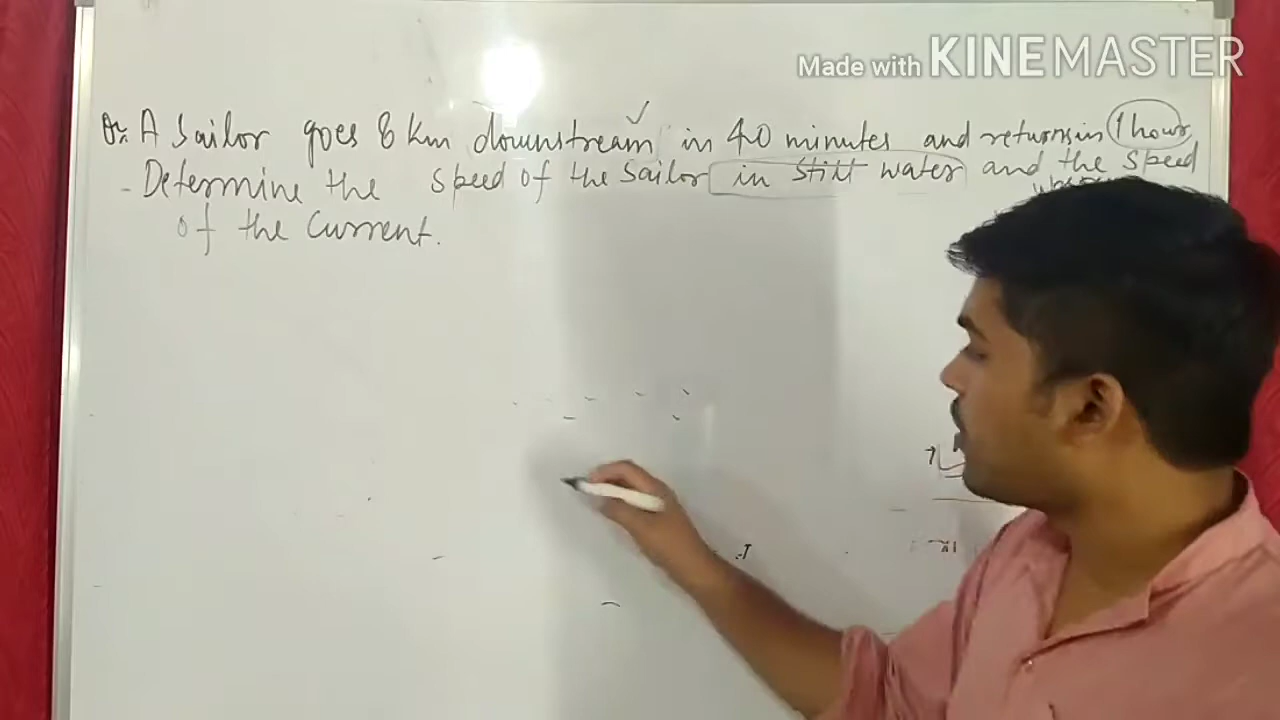 Made with KINEMASTER
Qn: A Sailor goes 8 Km downstream in 40 minutes and returns in 1 hour
- Determine the speed of the Sailor in still water and the speed
of the Current.